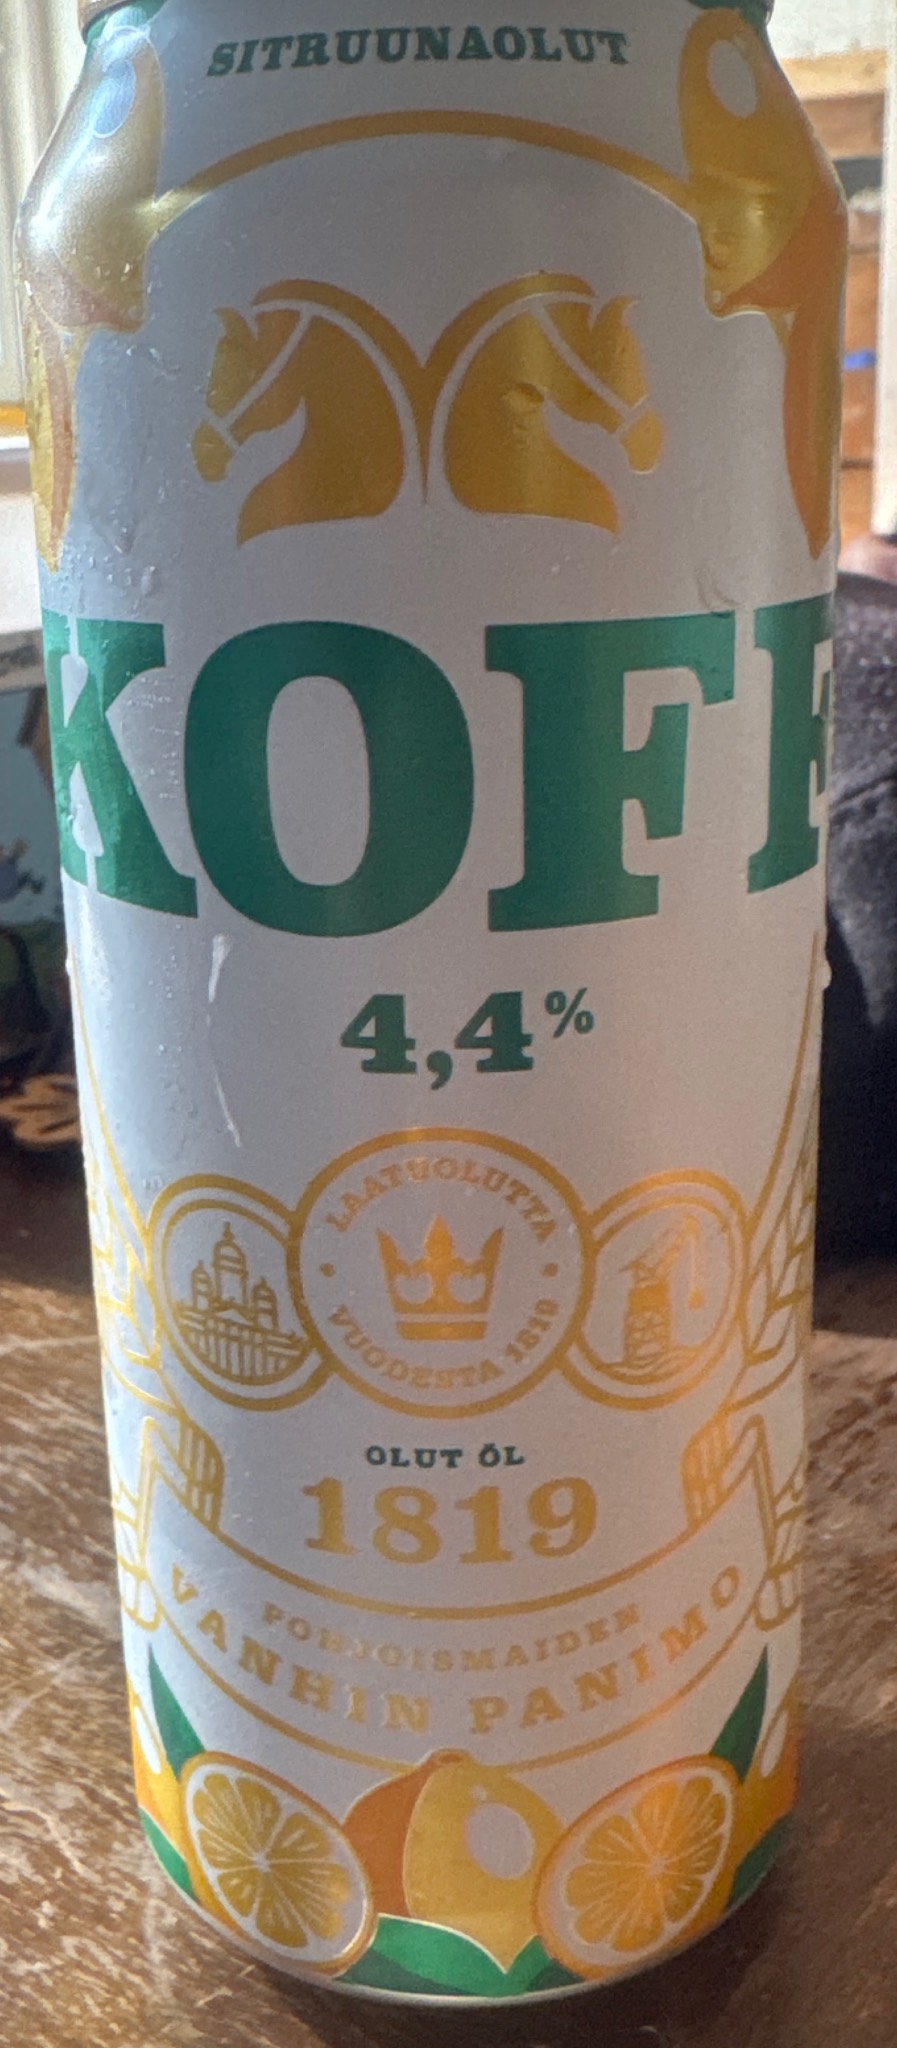 SITRUUNAOLUT
KOFF
4,4%
LAATUOLUTTA
VUODESTA 1819
OLUT ÖL
1819
POHJOISMAIDEN
VANHIN PANIMO